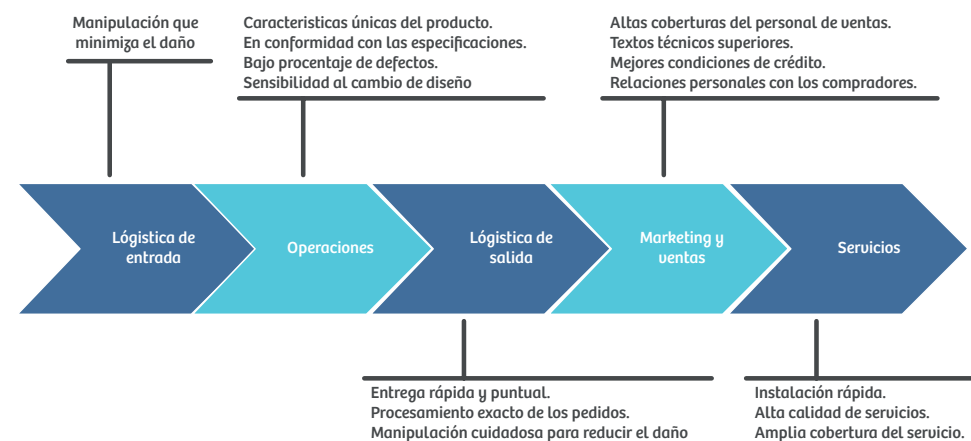 Manipulación que
minimiza el daño
Caracteristicas únicas del producto.
En conformidad con las especificaciones.
Bajo procentaje de defectos.
Sensibilidad al cambio de diseño
Altas coberturas del personal de ventas.
Textos técnicos superiores.
Mejores condiciones de crédito.
Relaciones personales con los compradores.
Lógistica de
entrada
Operaciones
Lógistica de
salida
Marketing y
ventas
Servicios
Entrega rápida y puntual.
Procesamiento exacto de los pedidos.
Manipulación cuidadosa para reducir el daño
Instalación rápida.
Alta calidad de servicios.
Amplia cobertura del servicio.